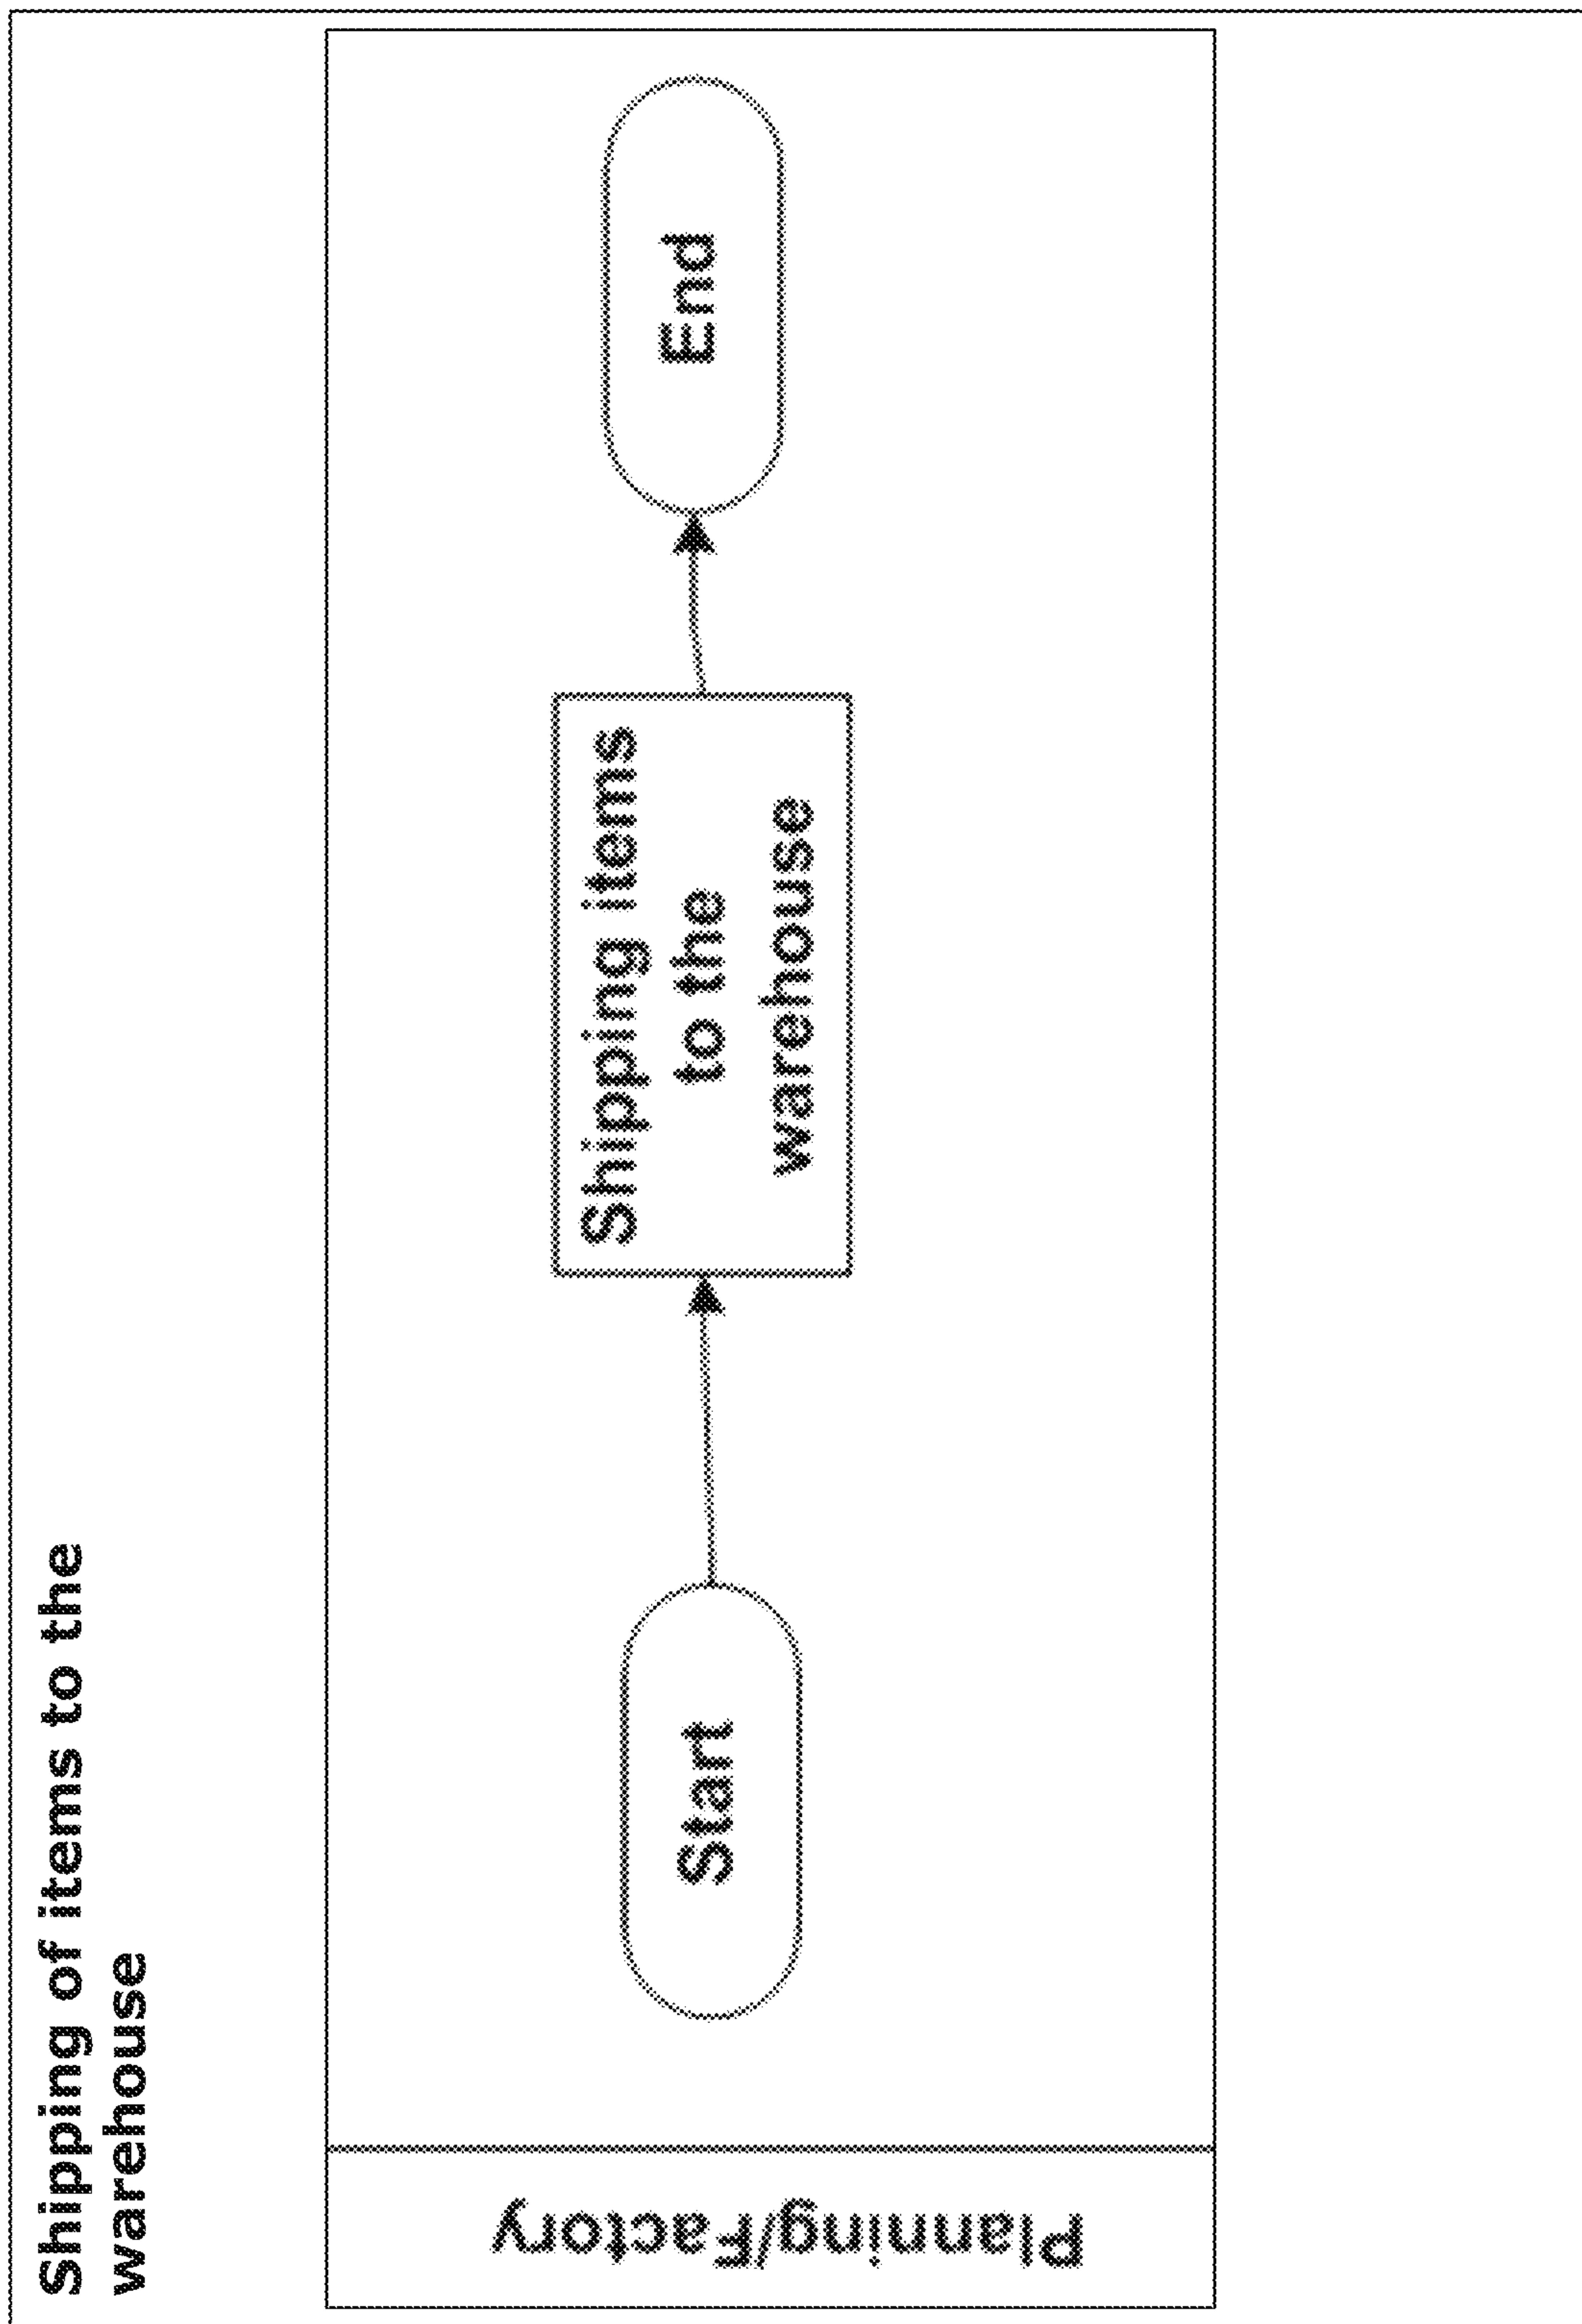 Shipping of items to the
warehouse
Planning/Factory
Start
Shipping items
to the
warehouse
End